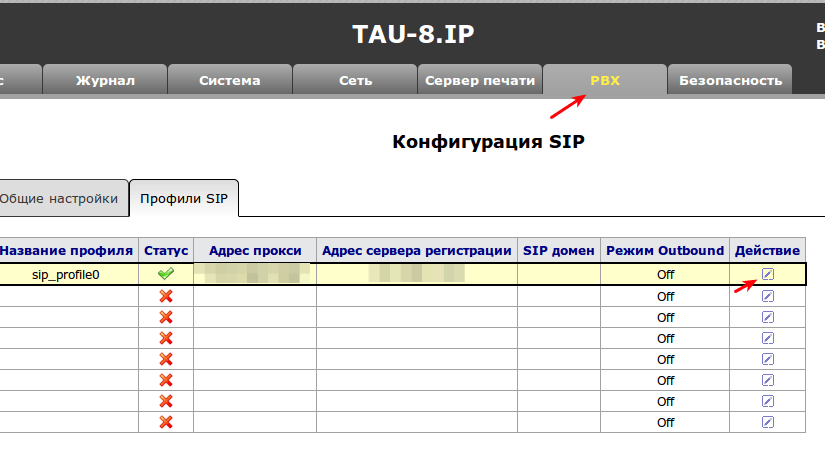 TAU-8.IP
В
В
с Журнал Система Сеть Сервер печати PBX Безопасность
Конфигурация SIP
Общие настройки Профили SIP
Название профиля Статус Адрес прокси Адрес сервера регистрации SIP домен Режим Outbound Действие
sip_profile0 Off
Off
Off
Off
Off
Off
Off
Off